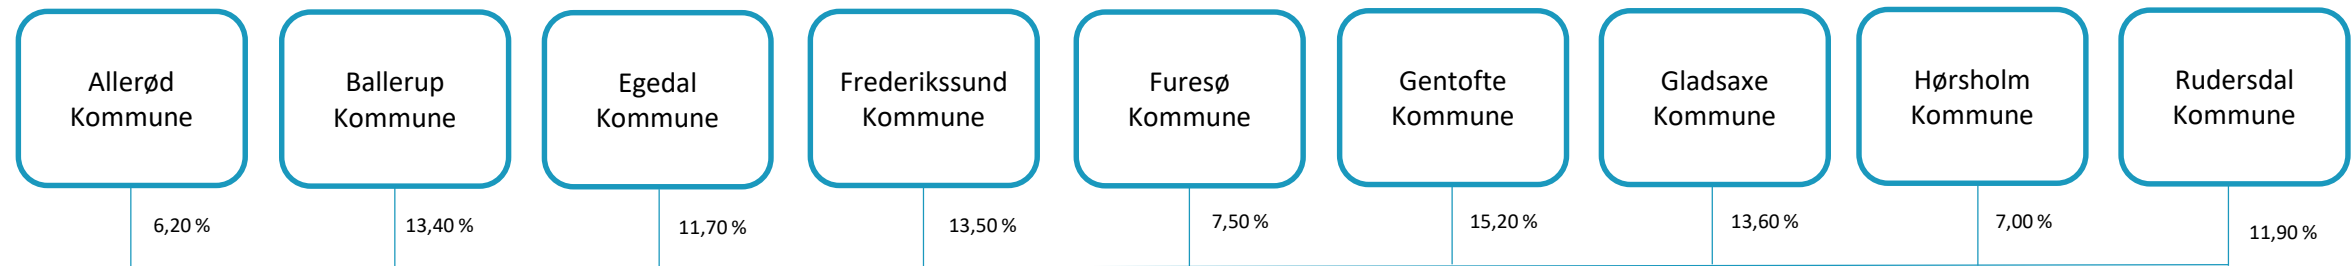 Allerød
Kommune
Ballerup
Kommune
Egedal
Kommune
Frederikssund
Kommune
Furesø
Kommune
Gentofte
Kommune
Gladsaxe
Kommune
Hørsholm
Kommune
Rudersdal
Kommune
6,20 %
13,40 %
11,70 %
13,50 %
7,50 %
15,20 %
13,60 %
7,00 %
11,90 %